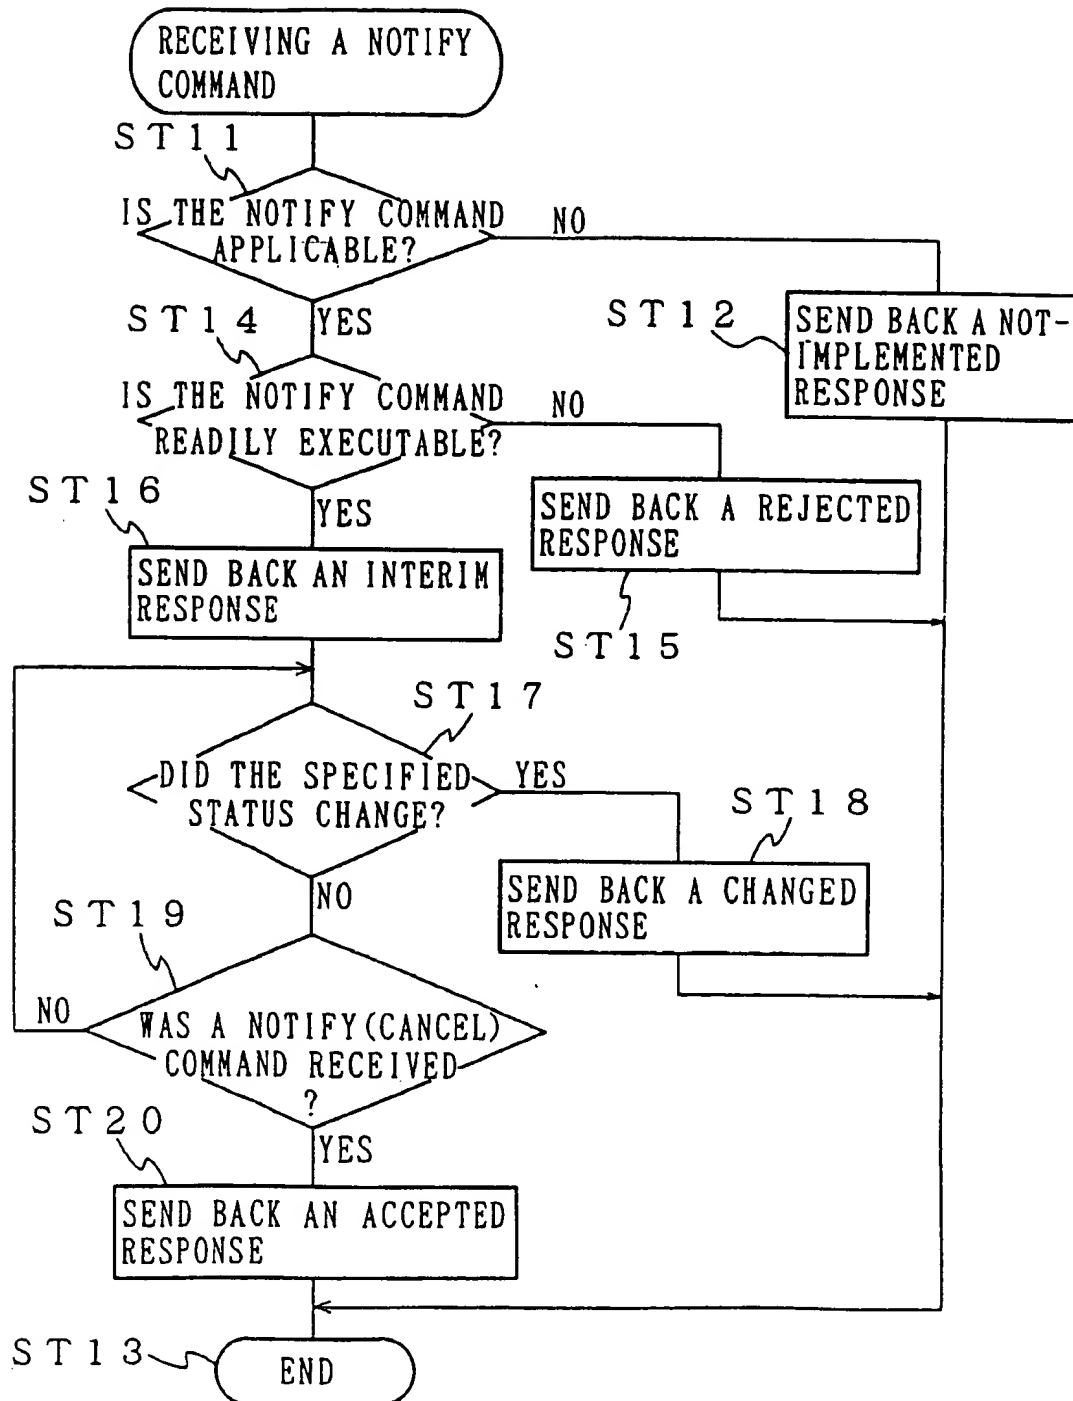 RECEIVING A NOTIFY
COMMAND
ST11
IS THE NOTIFY COMMAND
APPLICABLE?
NO
YES
ST12
SEND BACK A NOT-
IMPLEMENTED
RESPONSE
ST14
IS THE NOTIFY COMMAND
READILY EXECUTABLE?
NO
YES
SEND BACK A REJECTED
RESPONSE
ST15
ST16
SEND BACK AN INTERIM
RESPONSE
ST17
DID THE SPECIFIED
STATUS CHANGE?
YES
NO
ST18
SEND BACK A CHANGED
RESPONSE
ST19
NO
WAS A NOTIFY(CANCEL)
COMMAND RECEIVED
?
YES
ST20
SEND BACK AN ACCEPTED
RESPONSE
ST13
END